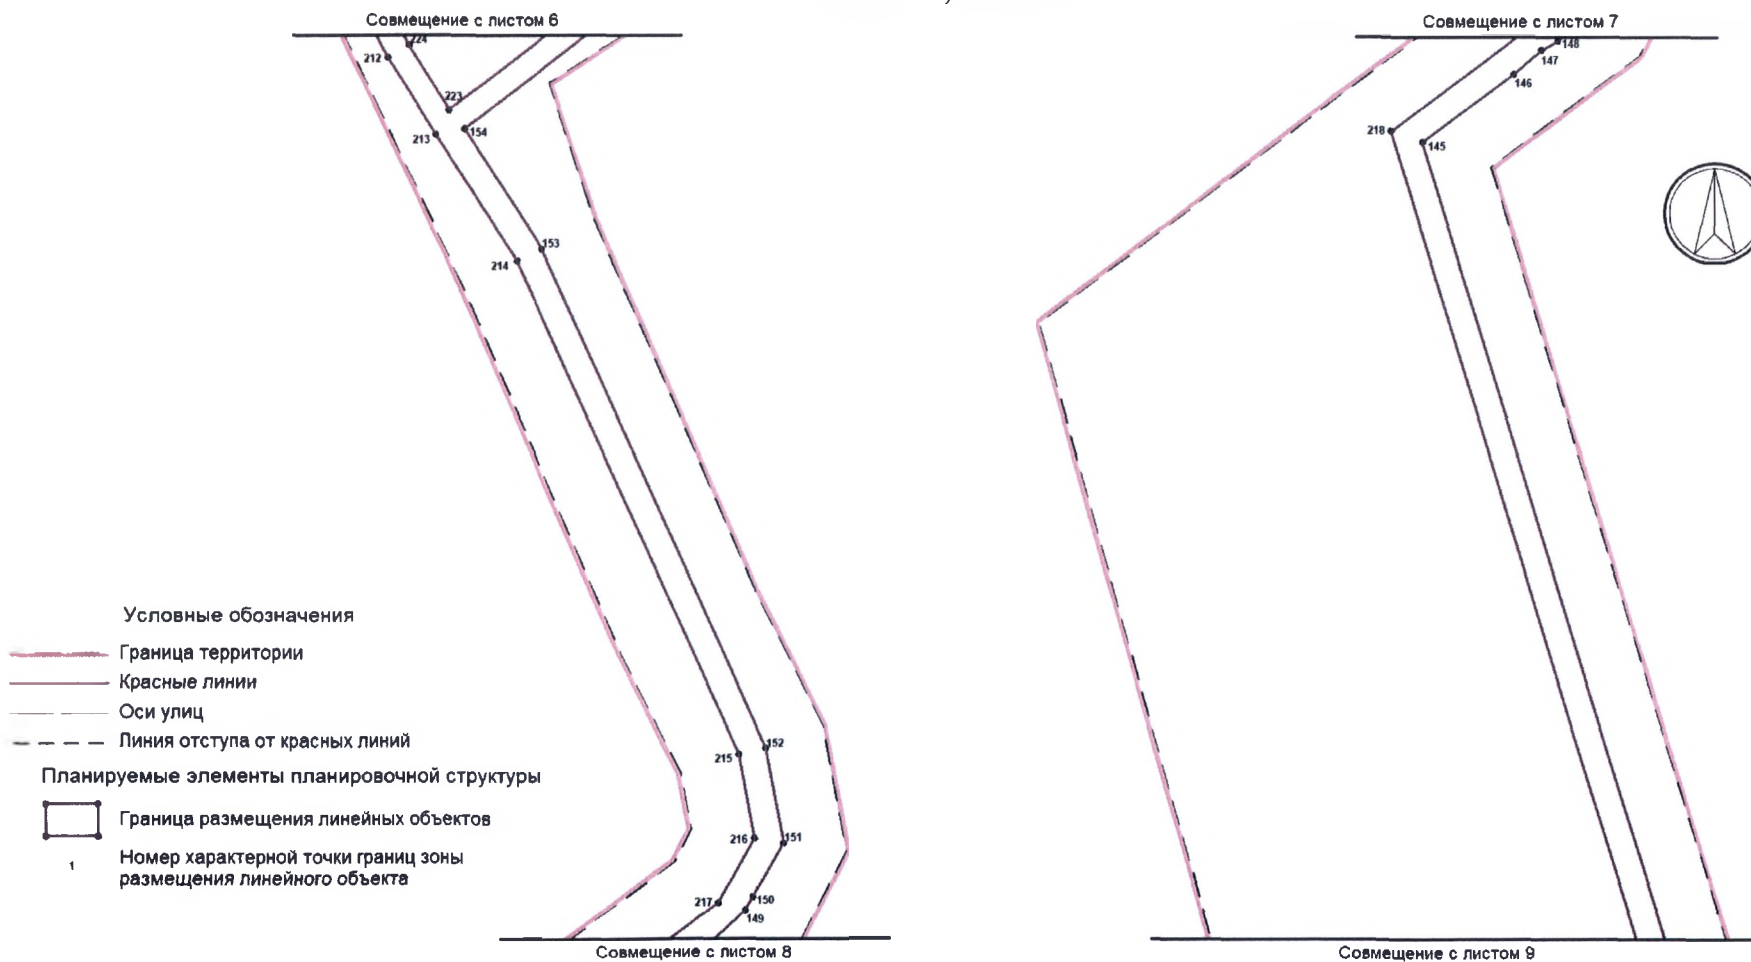 Совмещение с листом 6
224
212
223
154
213
153
214
215
152
216
151
217
150
149
Совмещение с листом 8
Совмещение с листом 7
148
147
146
218
145
Совмещение с листом 9
Условные обозначения
Граница территории
Красные линии
Оси улиц
Линия отступа от красных линий
Планируемые элементы планировочной структуры
Граница размещения линейных объектов
1
Номер характерной точки границ зоны
размещения линейного объекта